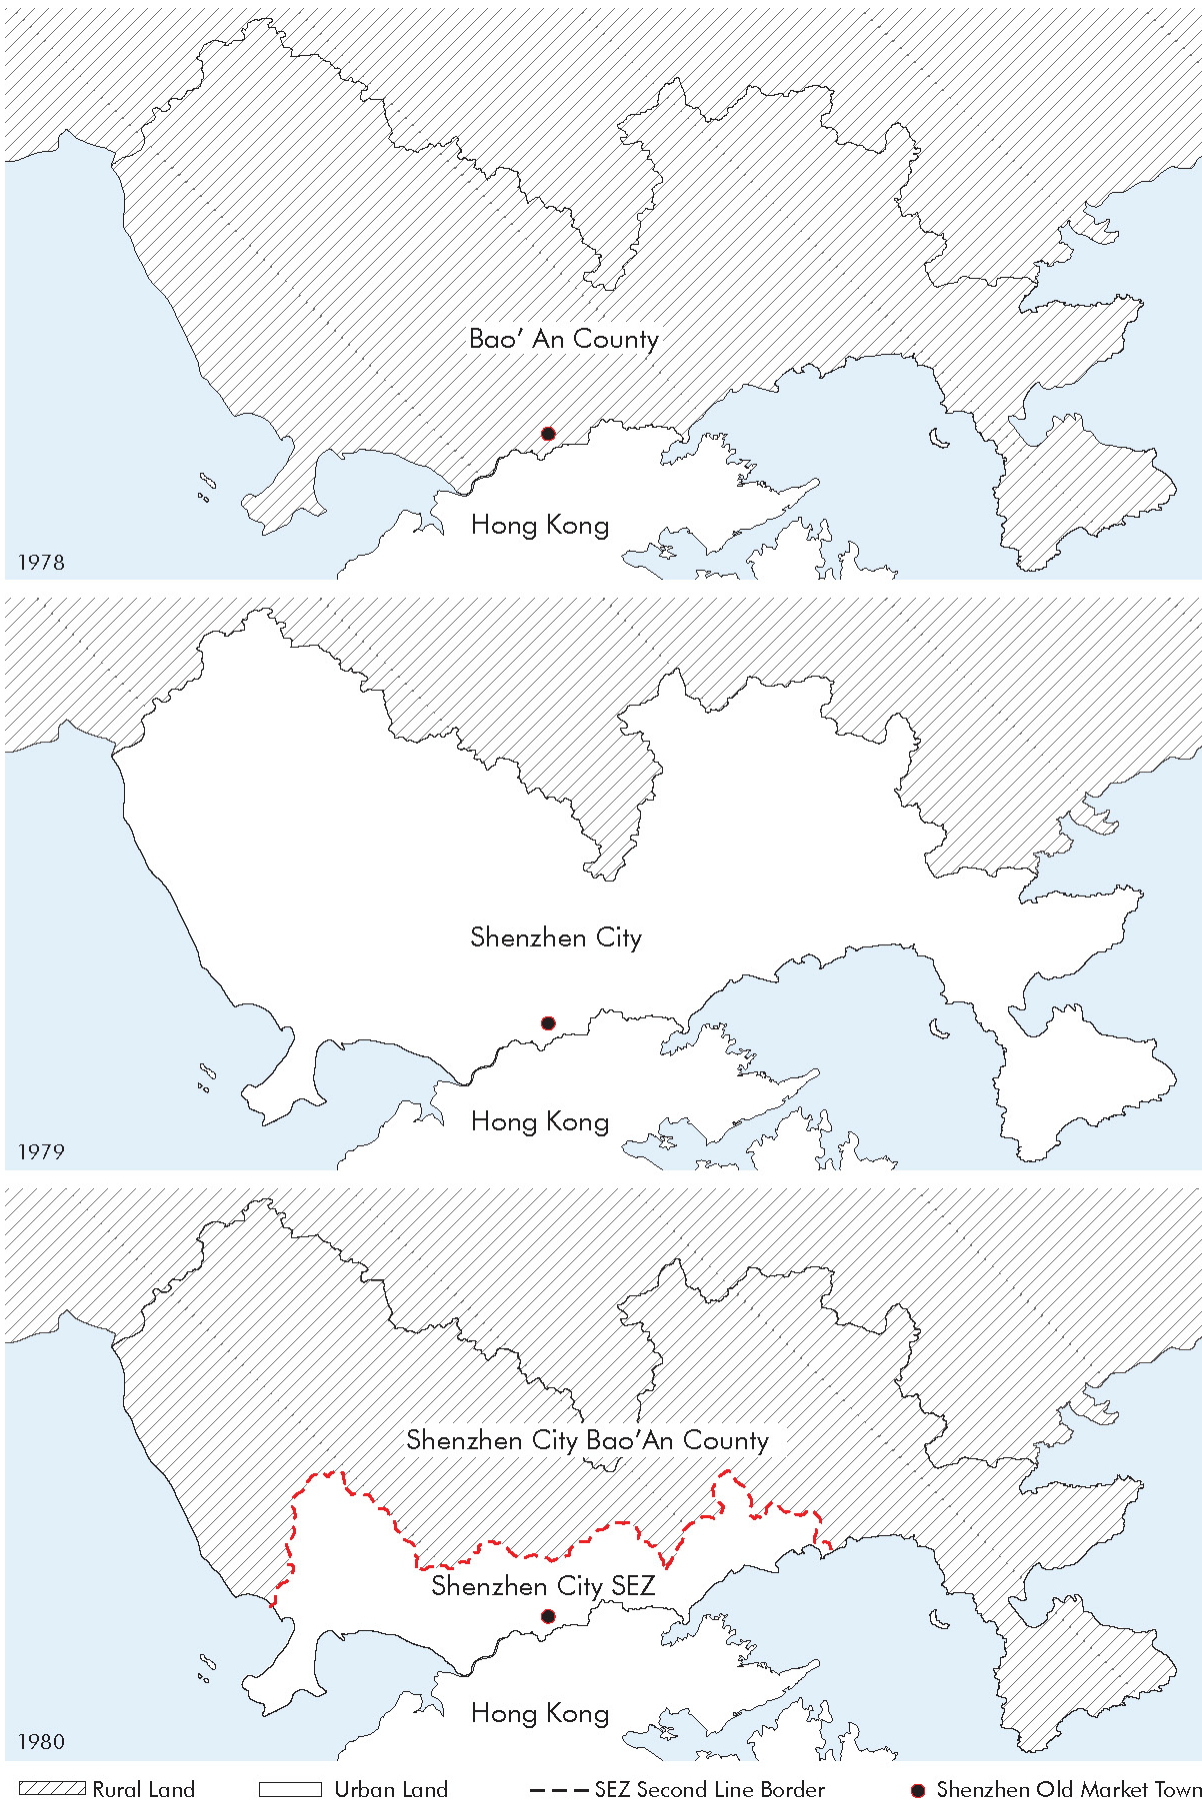 Bao' An County
Hong Kong
1978
Shenzhen City
Hong Kong
1979
Shenzhen City Bao'An County
Shenzhen City SEZ
Hong Kong
1980
Rural Land Urban Land SEZ Second Line Border Shenzhen Old Market Town